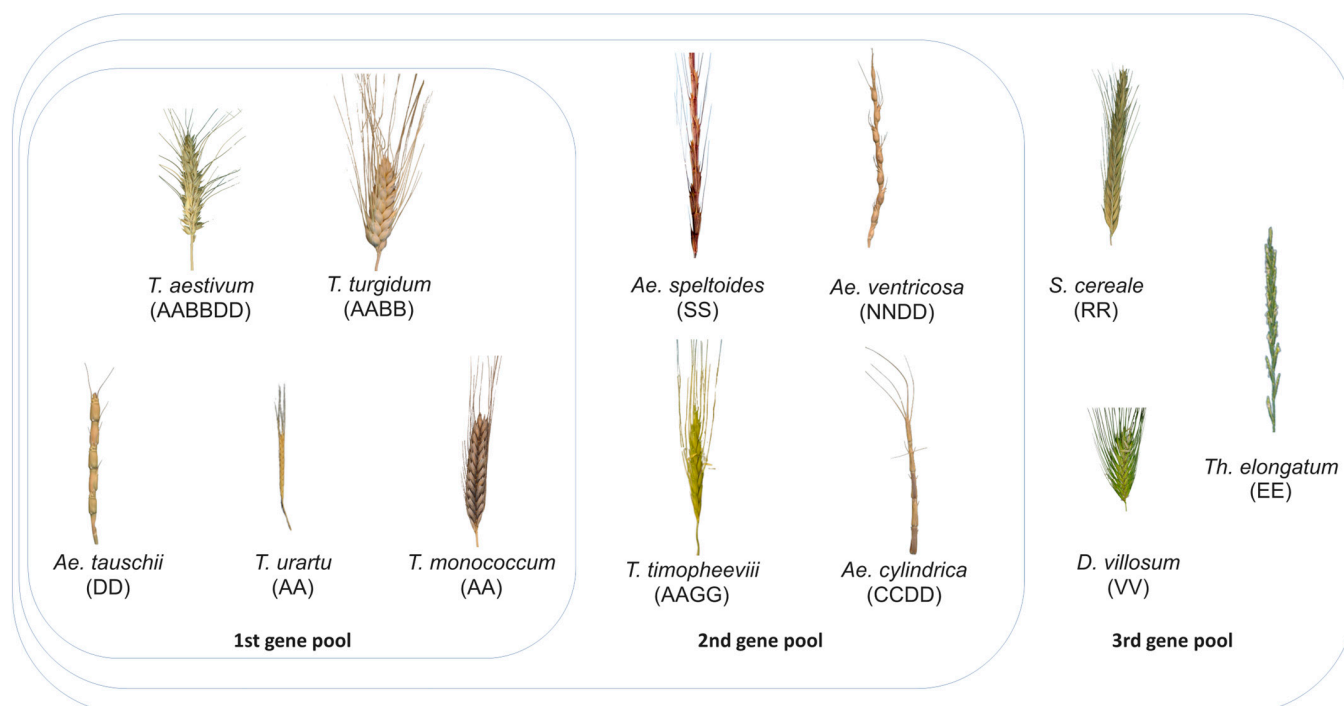 T. aestivum
(AABBDD)
T. turgidum
(AABB)
Ae. speltoides
(SS)
Ae. ventricosa
(NNDD)
S. cereale
(RR)
Th. elongatum
(EE)
Ae. tauschii
(DD)
T. urartu
(AA)
T. monococcum
(AA)
T. timopheeviii
(AAGG)
Ae. cylindrica
(CCDD)
D. villosum
(VV)
1st gene pool
2nd gene pool
3rd gene pool